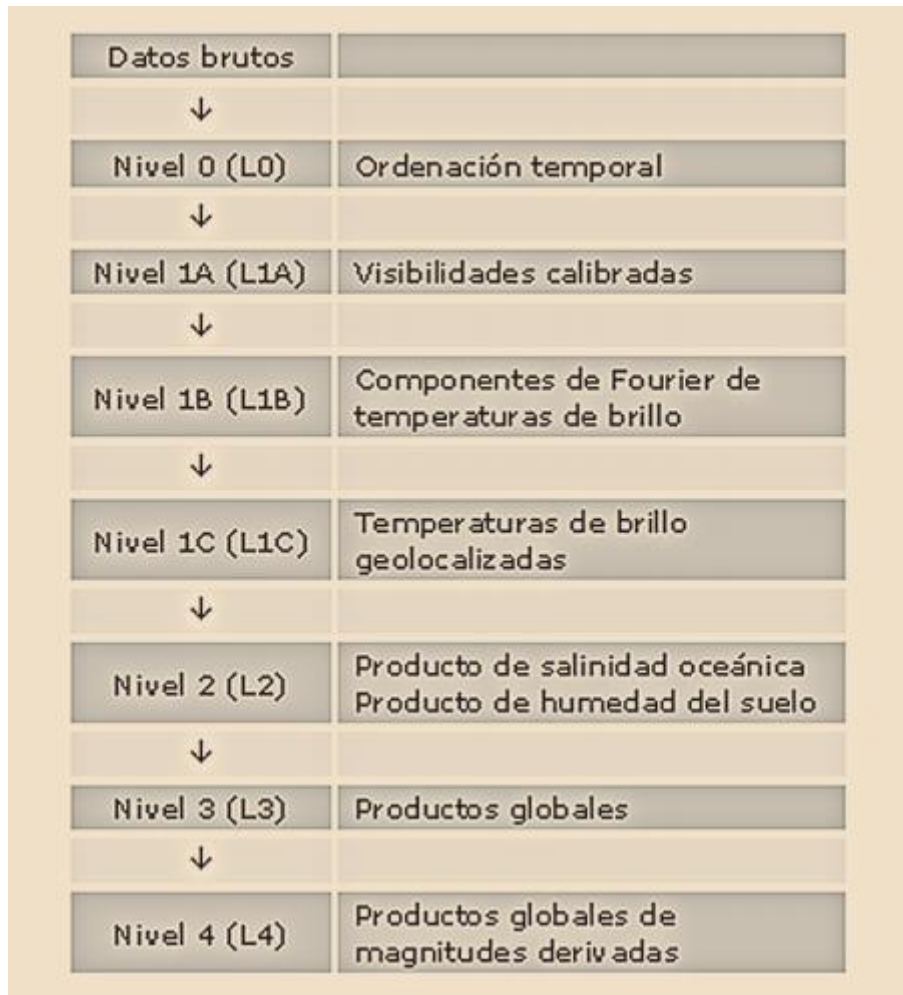 Datos brutos
↓
Nivel 0 (L0) Ordenación temporal
↓
Nivel 1A (L1A) Visibilidades calibradas
↓
Nivel 1B (L1B) Componentes de Fourier de
temperaturas de brillo
↓
Nivel 1C (L1C) Temperaturas de brillo
geolocalizadas
↓
Nivel 2 (L2) Producto de salinidad oceánica
Producto de humedad del suelo
↓
Nivel 3 (L3) Productos globales
↓
Nivel 4 (L4) Productos globales de
magnitudes derivadas